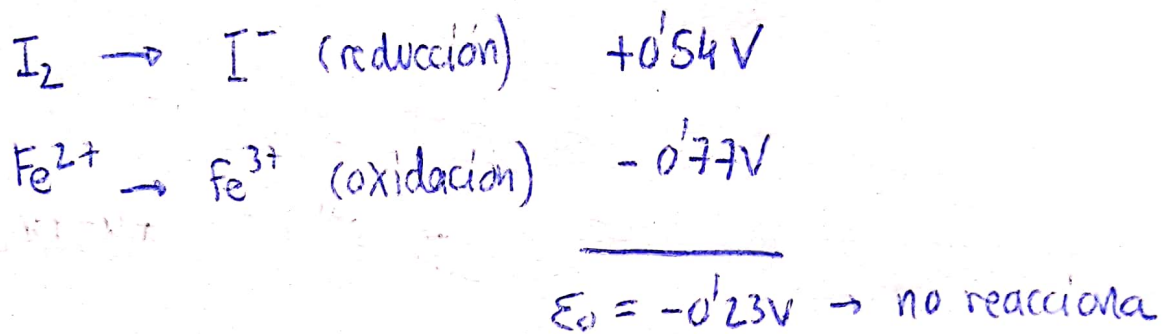 I₂ → I⁻ (reducción) +0'54 V
Fe²⁺ → Fe³⁺ (oxidación) -0'77V
ε₀ = -0'23V → no reacciona